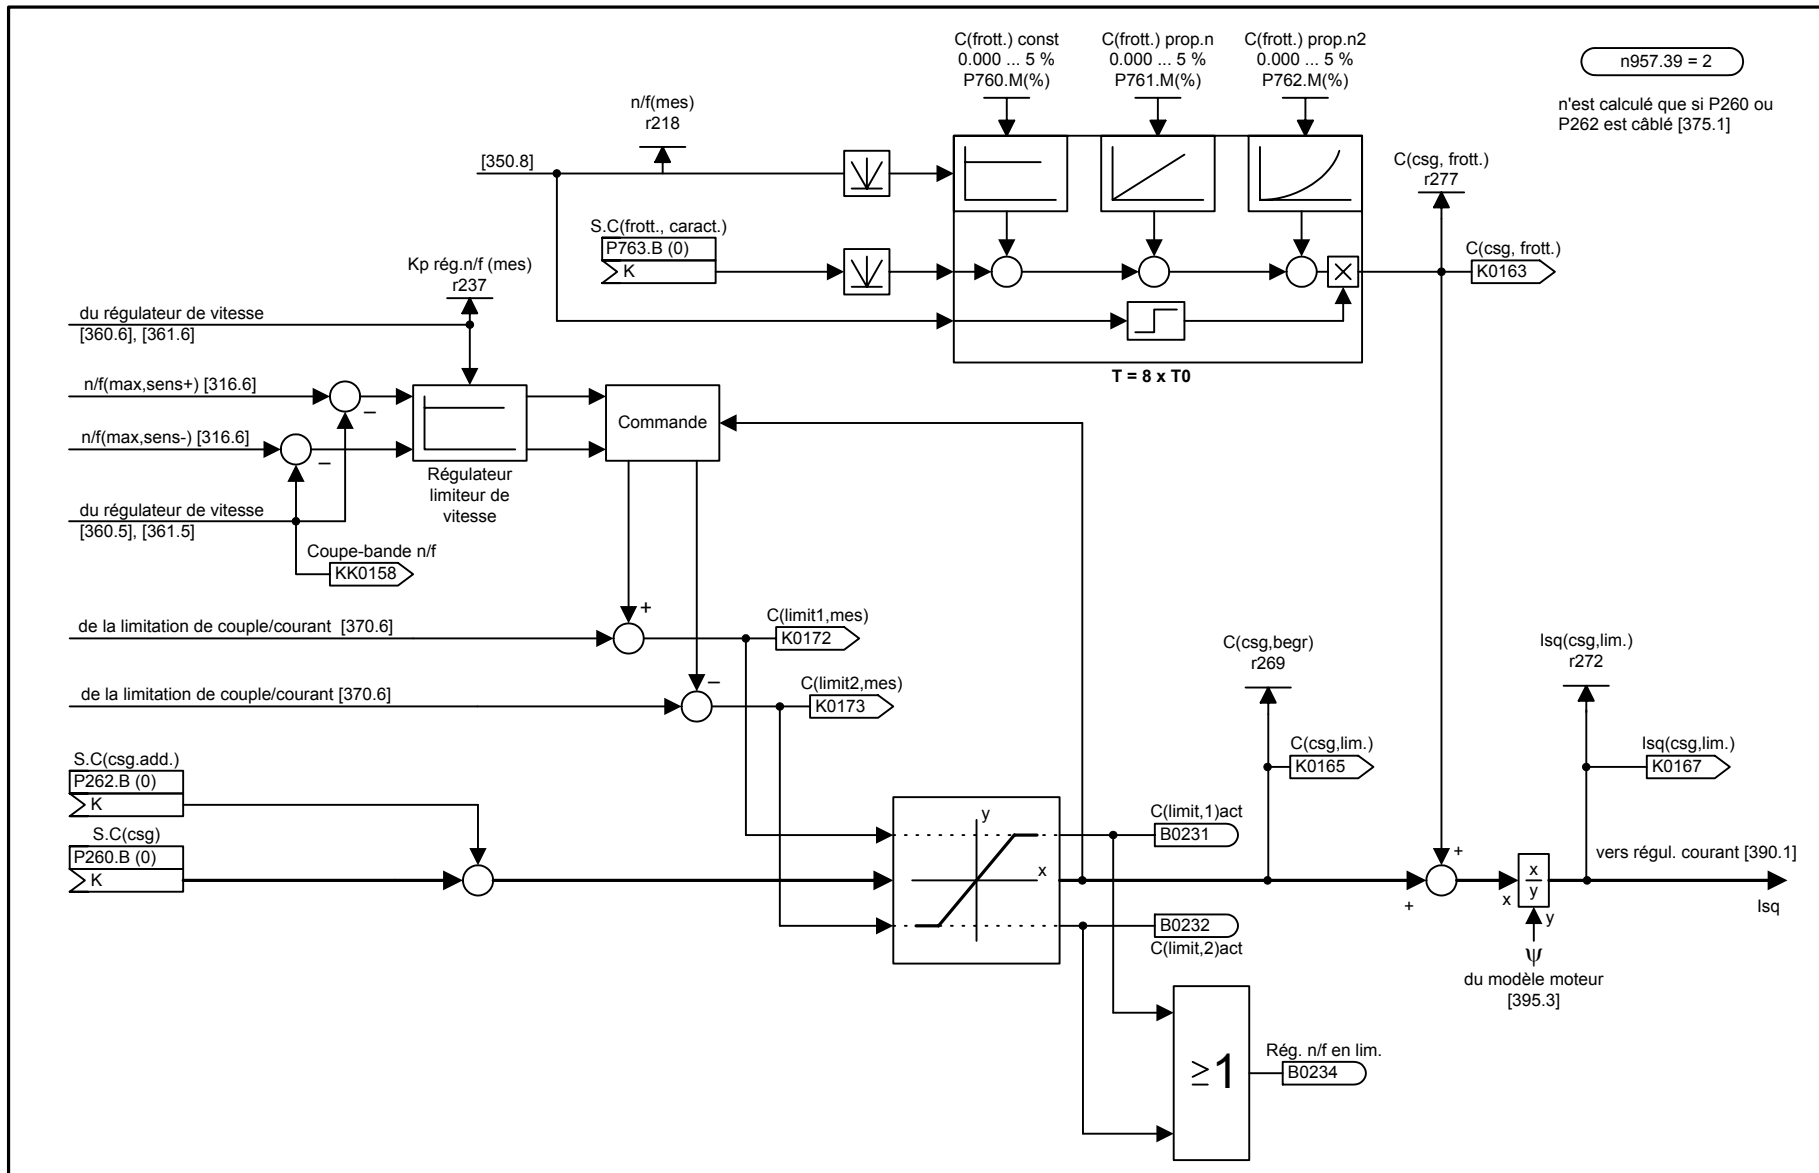 C(frott.) const
0.000 ... 5 %
P760.M(%)
C(frott.) prop.n
0.000 ... 5 %
P761.M(%)
C(frott.) prop.n2
0.000 ... 5 %
P762.M(%)
n957.39 = 2
n'est calculé que si P260 ou
P262 est câblé [375.1]
n/f(mes)
r218
[350.8]
C(csg, frott.)
r277
S.C(frott., caract.)
P763.B (0)
K
C(csg, frott.)
K0163
Kp rég.n/f (mes)
r237
du régulateur de vitesse
[360.6], [361.6]
T = 8 x T0
n/f(max,sens+) [316.6]
–
Commande
n/f(max,sens-) [316.6]
–
Régulateur
limiteur de
vitesse
du régulateur de vitesse
[360.5], [361.5]
Coupe-bande n/f
KK0158
+
de la limitation de couple/courant [370.6]
C(limit1,mes)
K0172
–
de la limitation de couple/courant [370.6]
C(limit2,mes)
K0173
C(csg,begr)
r269
Isq(csg,lim.)
r272
C(csg,lim.)
K0165
Isq(csg,lim.)
K0167
S.C(csg.add.)
P262.B (0)
K
S.C(csg)
P260.B (0)
K
y
x
C(limit,1)act
B0231
B0232
C(limit,2)act
+
+
x
x
y
y
vers régul. courant [390.1]
Isq
Ψ
du modèle moteur
[395.3]
≥1
Rég. n/f en lim.
B0234